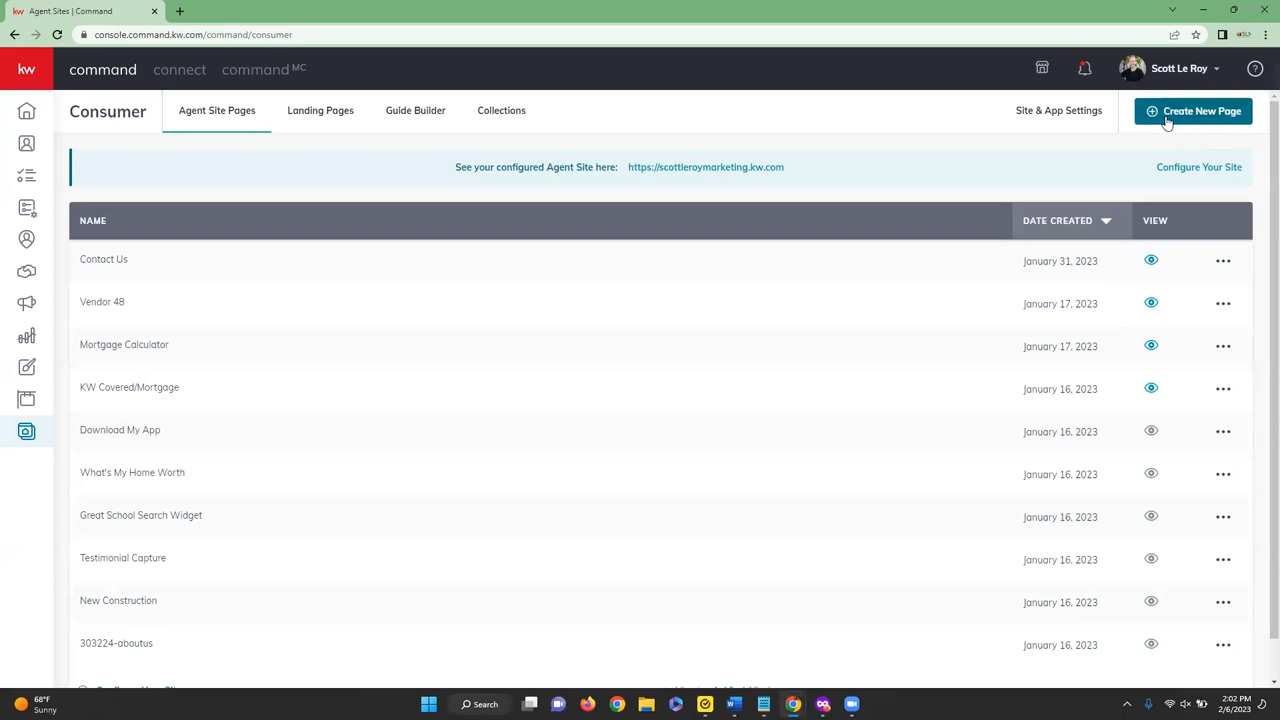 Agent Sites | Command
console.command.kw.com/command/consumer
kw command connect command MC Scott Le Roy
Consumer Agent Site Pages Landing Pages Guide Builder Collections Site & App Settings Create New Page
See your configured Agent Site here: https://scottleroymarketing.kw.com Configure Your Site
NAME DATE CREATED VIEW
Contact Us January 31, 2023
Vendor 48 January 17, 2023
Mortgage Calculator January 17, 2023
KW Covered/Mortgage January 16, 2023
Download My App January 16, 2023
What's My Home Worth January 16, 2023
Great School Search Widget January 16, 2023
Testimonial Capture January 16, 2023
New Construction January 16, 2023
303224-aboutus January 16, 2023
68°F Search 2:02 PM
Sunny 2/6/2023